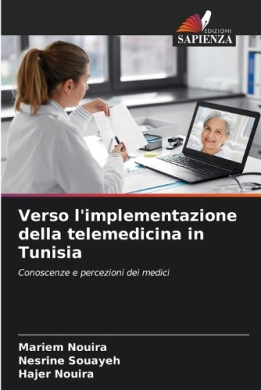 EDIZIONI
SAPIENZA
Verso l'implementazione
della telemedicina in
Tunisia
Conoscenze e percezioni dei medici
Mariem Nouira
Nesrine Souayeh
Hajer Nouira